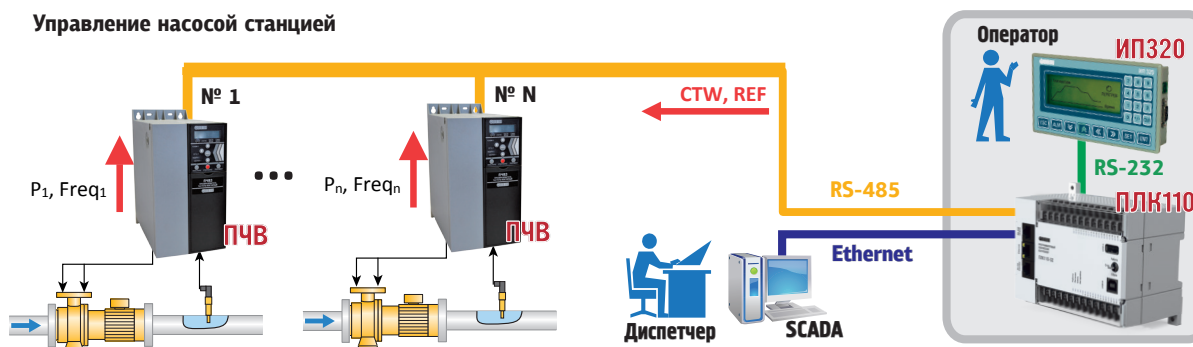 Управление насосой станцией
№ 1
№ N
P1, Freq1
Pn, Freqn
ПЧВ
ПЧВ
CTW, REF
RS-485
Ethernet
Диспетчер
SCADA
Оператор
ИП320
RS-232
ПЛК110